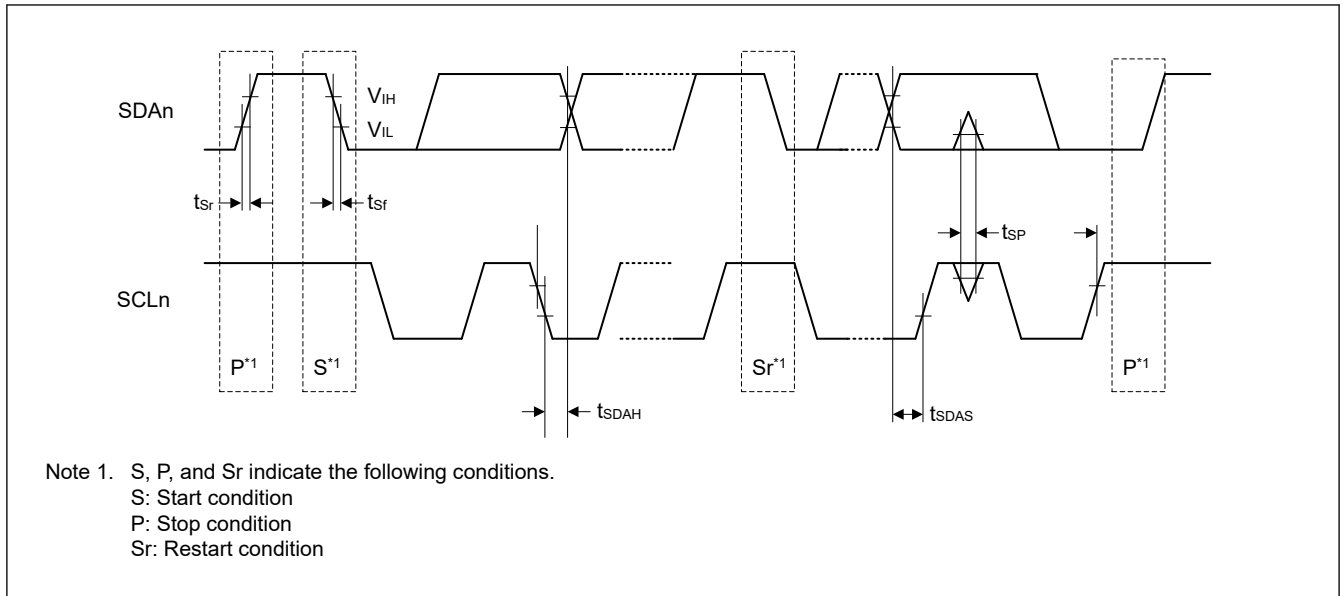 SDAn
VIH
VIL
tSr
tSf
tSP
SCLn
P*1
S*1
Sr*1
P*1
tSDAH
tSDAS
Note 1. S, P, and Sr indicate the following conditions.
S: Start condition
P: Stop condition
Sr: Restart condition